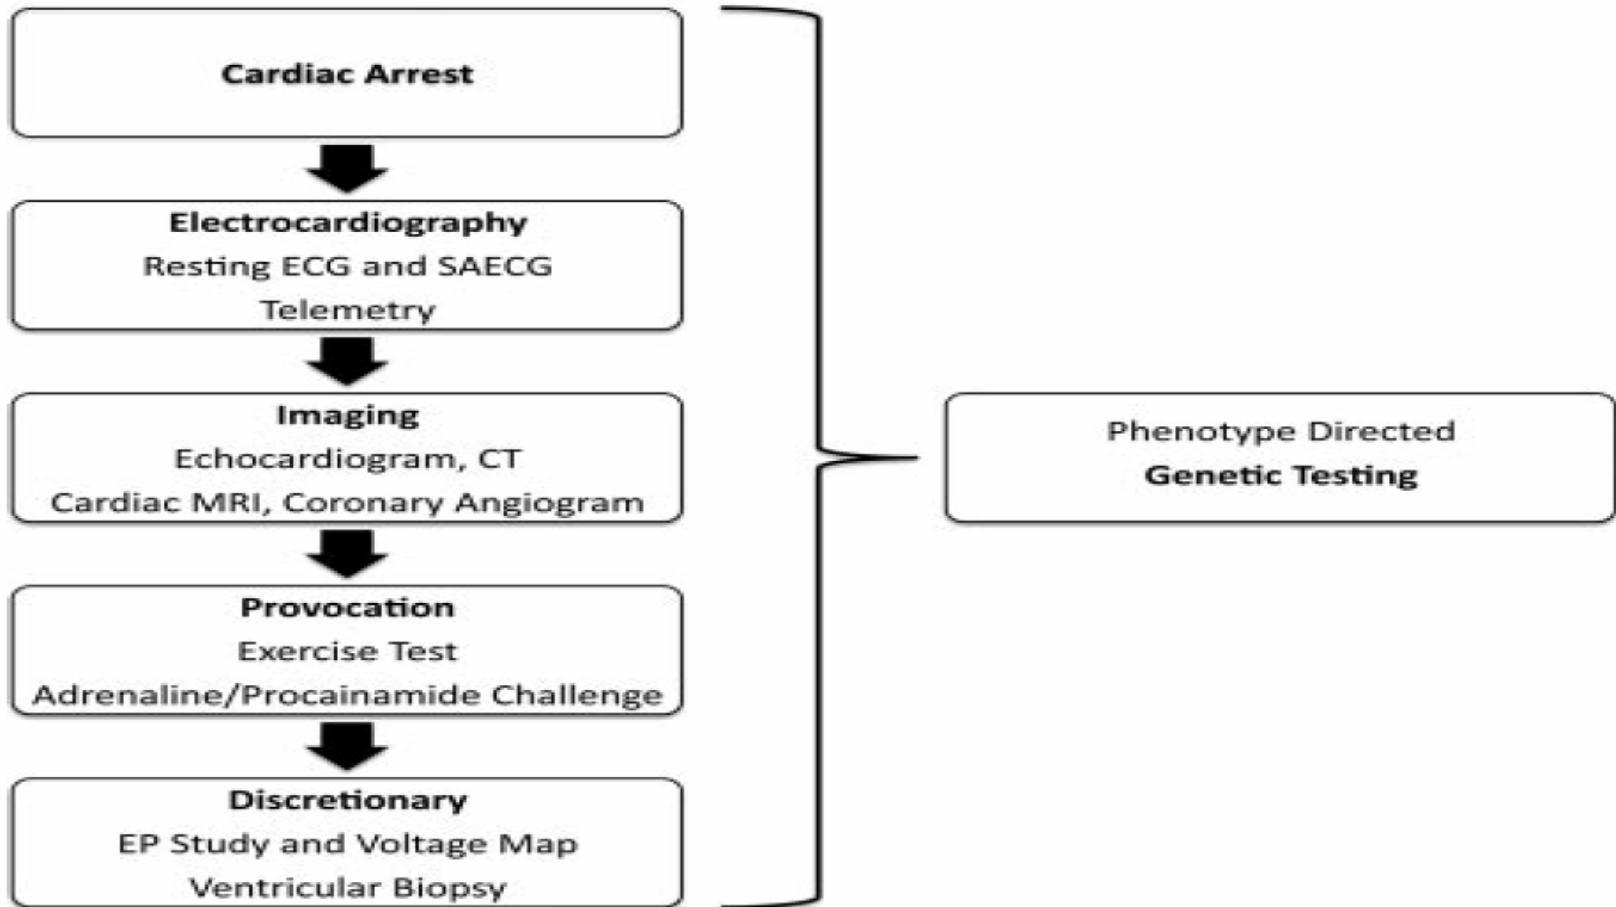 Cardiac Arrest
Electrocardiography
Resting ECG and SAECG
Telemetry
Imaging
Echocardiogram, CT
Cardiac MRI, Coronary Angiogram
Provocation
Exercise Test
Adrenaline/Procainamide Challenge
Discretionary
EP Study and Voltage Map
Ventricular Biopsy
Phenotype Directed
Genetic Testing